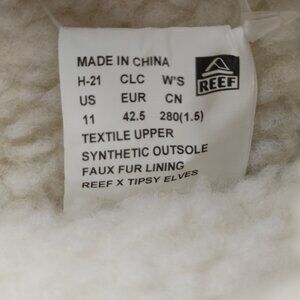 MADE IN CHINA
H-21 CLC W'S
REEF
US EUR CN
11 42.5 280(1.5)
TEXTILE UPPER
SYNTHETIC OUTSOLE
FAUX FUR LINING
REEF X TIPSY ELVES